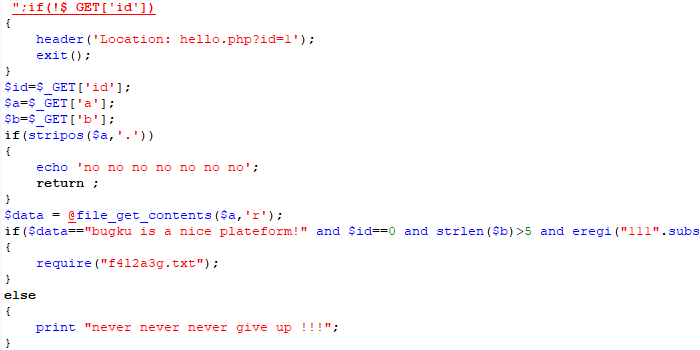 ";if(!$_GET['id'])
{
    header('Location: hello.php?id=1');
    exit();
}
$id=$_GET['id'];
$a=$_GET['a'];
$b=$_GET['b'];
if(stripos($a,'.'))
{
    echo 'no no no no no no no';
    return ;
}
$data = @file_get_contents($a,'r');
if($data=="bugku is a nice plateform!" and $id==0 and strlen($b)>5 and eregi("111".subs
{
    require("f4l2a3g.txt");
}
else
{
    print "never never never give up !!!";
}